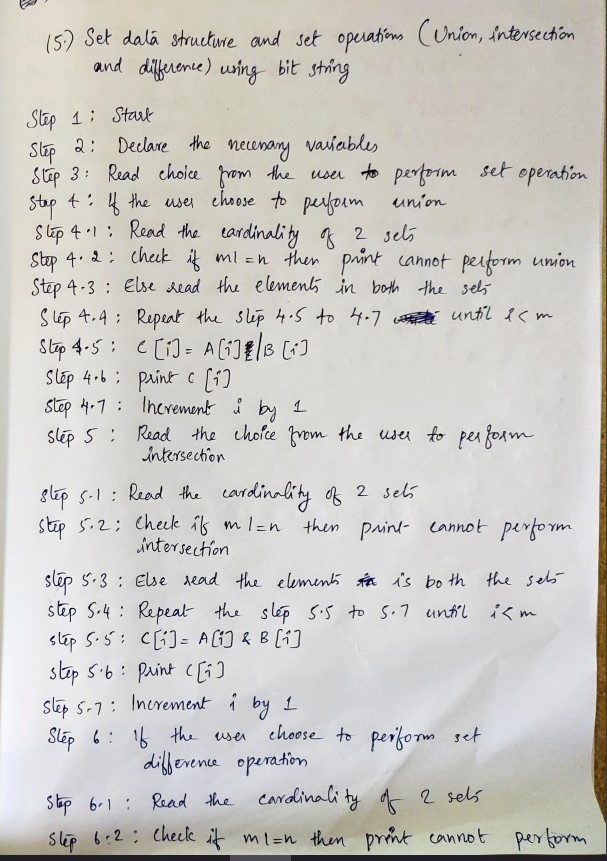 (5.) Set data structure and set operations (Union, intersection
and difference) using bit string
Step 1 : Start
Step 2 : Declare the necessary variables
Step 3 : Read choice from the user to perform set operation
Step 4 : If the user choose to perform union
Step 4.1 : Read the cardinality of 2 sets
Step 4.2 : Check if m!=n then print cannot perform union
Step 4.3 : Else read the elements in both the sets
Step 4.4 : Repeat the step 4.5 to 4.7 until i<m
Step 4.5 : C[i]= A[i]|B[i]
Step 4.6 : print c[i]
Step 4.7 : Increment i by 1
Step 5 : Read the choice from the user to perform
intersection
Step 5.1 : Read the cardinality of 2 sets
Step 5.2 : Check if m!=n then print cannot perform
intersection
Step 5.3 : Else read the elements is both the sets
Step 5.4 : Repeat the step 5.5 to 5.7 until i<m
Step 5.5 : C[i]= A[i] & B[i]
Step 5.6 : Print C[i]
Step 5.7 : Increment i by 1
Step 6 : If the user choose to perform set
difference operation
Step 6.1 : Read the cardinality of 2 sets
Step 6.2 : Check if m!=n then print cannot perform